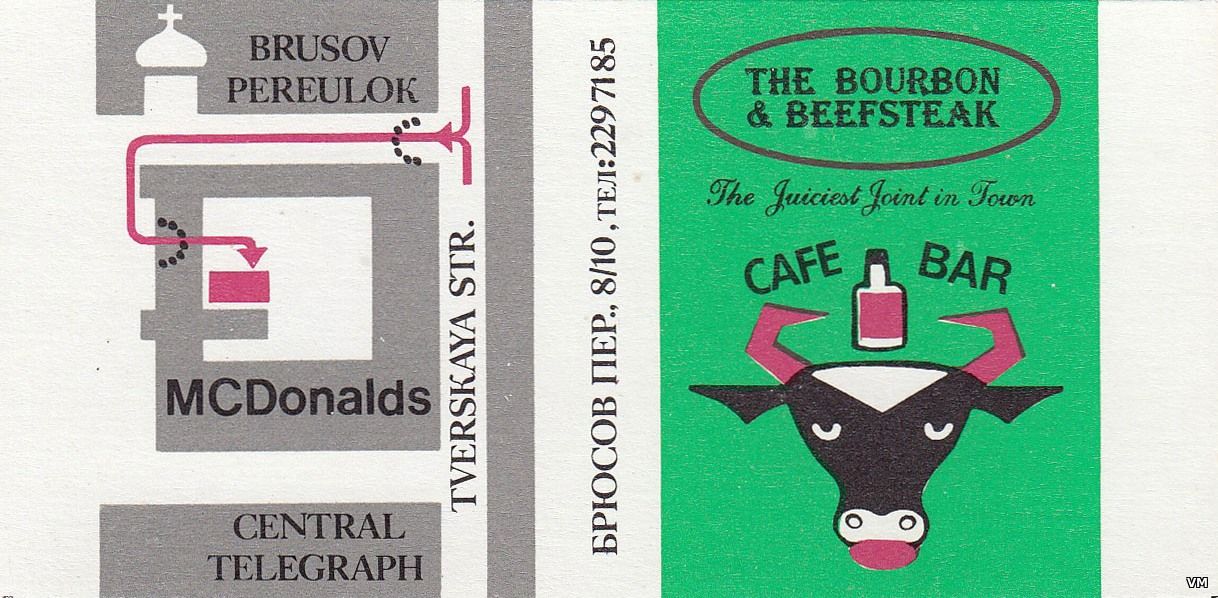 BRUSOV
PEREULOK
MCDonalds
CENTRAL
TELEGRAPH
TVERSKAYA STR.
БРЮСОВ ПЕР., 8/10, ТЕЛ:2297185
THE BOURBON
& BEEFSTEAK
The Juiciest Joint in Town
CAFE BAR
VM